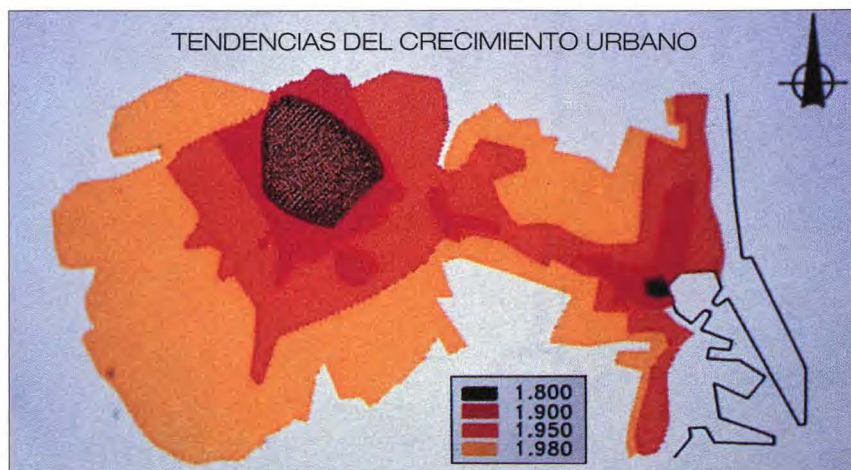 TENDENCIAS DEL CRECIMIENTO URBANO
1.800
1.900
1.950
1.980